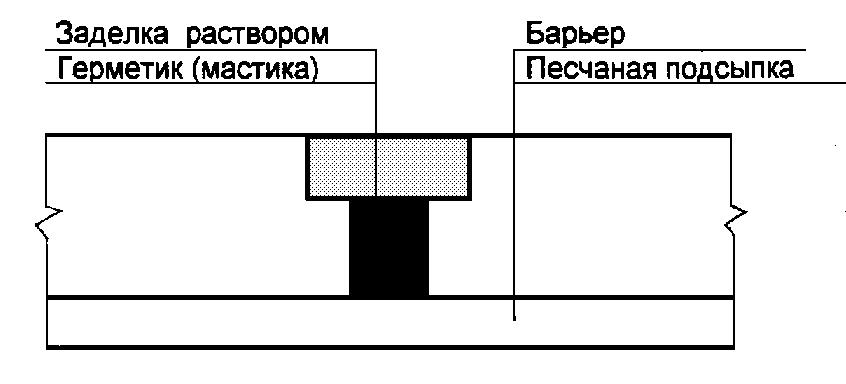 Заделка раствором
Герметик (мастика)
Барьер
Песчаная подсыпка